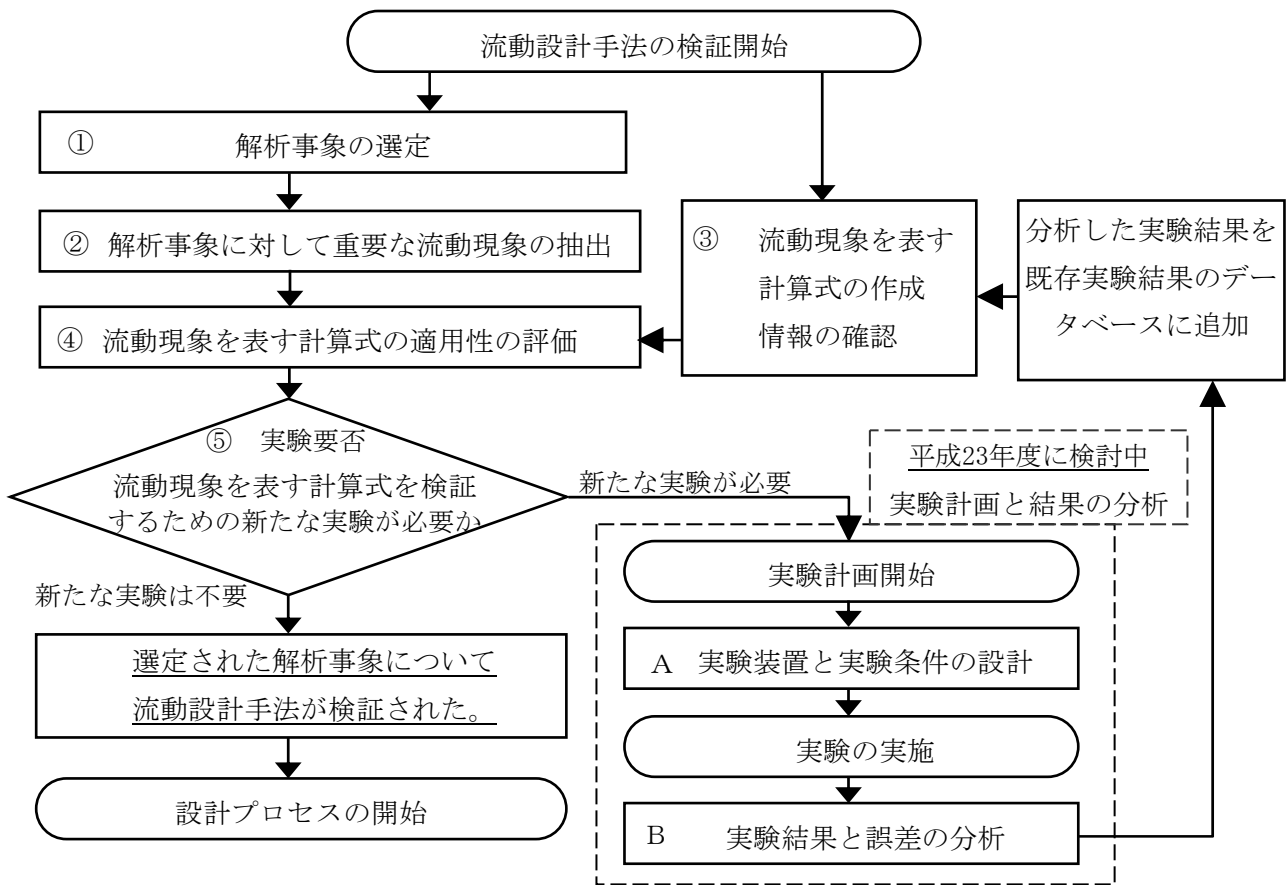 流動設計手法の検証開始
① 解析事象の選定
② 解析事象に対して重要な流動現象の抽出
③ 流動現象を表す
計算式の作成
情報の確認
分析した実験結果を
既存実験結果のデー
タベースに追加
④ 流動現象を表す計算式の適用性の評価
⑤ 実験要否
流動現象を表す計算式を検証
するための新たな実験が必要か
新たな実験が必要
平成23年度に検討中
実験計画と結果の分析
新たな実験は不要
選定された解析事象について
流動設計手法が検証された。
設計プロセスの開始
実験計画開始
A 実験装置と実験条件の設計
実験の実施
B 実験結果と誤差の分析